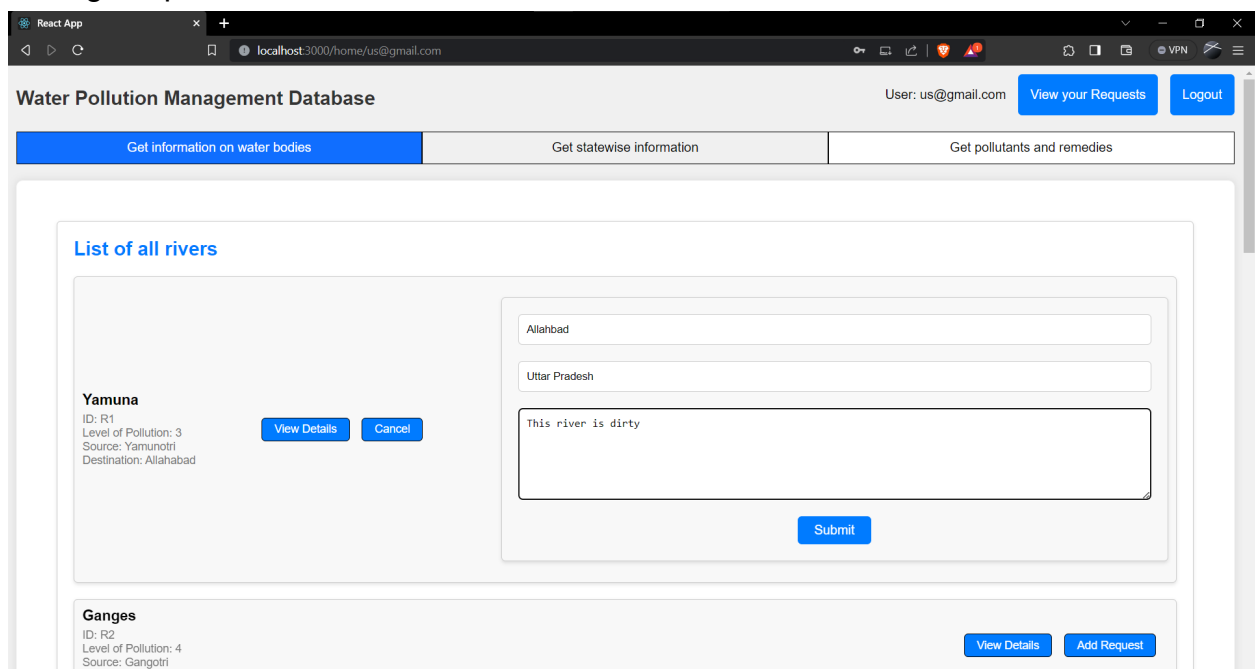 React App
localhost:3000/home/us@gmail.com
VPN
Water Pollution Management Database
User: us@gmail.com
View your Requests
Logout
Get information on water bodies
Get statewise information
Get pollutants and remedies
List of all rivers
Yamuna
ID: R1
Level of Pollution: 3
Source: Yamunotri
Destination: Allahabad
View Details
Cancel
Allahbad
Uttar Pradesh
This river is dirty
Submit
Ganges
ID: R2
Level of Pollution: 4
Source: Gangotri
View Details
Add Request